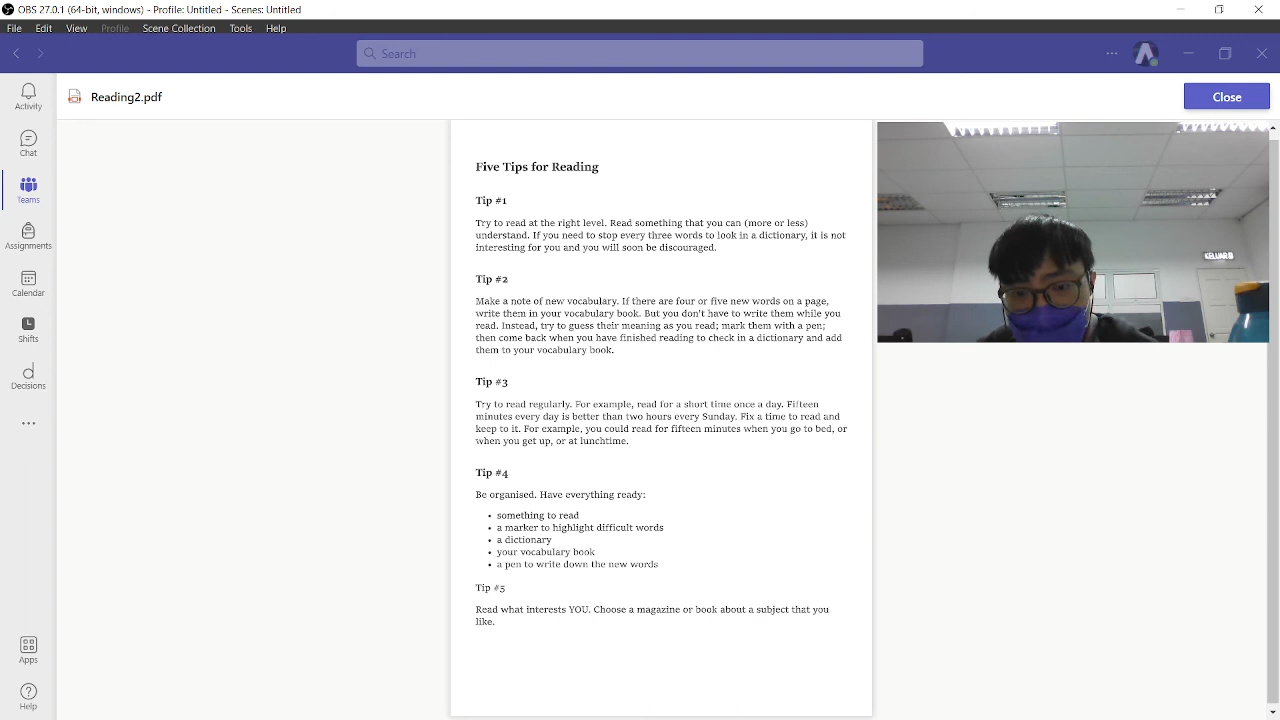 OBS 27.0.1 (64-bit, windows) - Profile: Untitled - Scenes: Untitled
File Edit View Profile Scene Collection Tools Help
Search
Activity
Chat
Teams
Assignments
Calendar
Shifts
Decisions
Apps
Help
Reading2.pdf
Close
Five Tips for Reading
Tip #1
Try to read at the right level. Read something that you can (more or less)
understand. If you need to stop every three words to look in a dictionary, it is not
interesting for you and you will soon be discouraged.
Tip #2
Make a note of new vocabulary. If there are four or five new words on a page,
write them in your vocabulary book. But you don't have to write them while you
read. Instead, try to guess their meaning as you read; mark them with a pen;
then come back when you have finished reading to check in a dictionary and add
them to your vocabulary book.
Tip #3
Try to read regularly. For example, read for a short time once a day. Fifteen
minutes every day is better than two hours every Sunday. Fix a time to read and
keep to it. For example, you could read for fifteen minutes when you go to bed, or
when you get up, or at lunchtime.
Tip #4
Be organised. Have everything ready:
• something to read
• a marker to highlight difficult words
• a dictionary
• your vocabulary book
• a pen to write down the new words
Tip #5
Read what interests YOU. Choose a magazine or book about a subject that you
like.
KELUAR